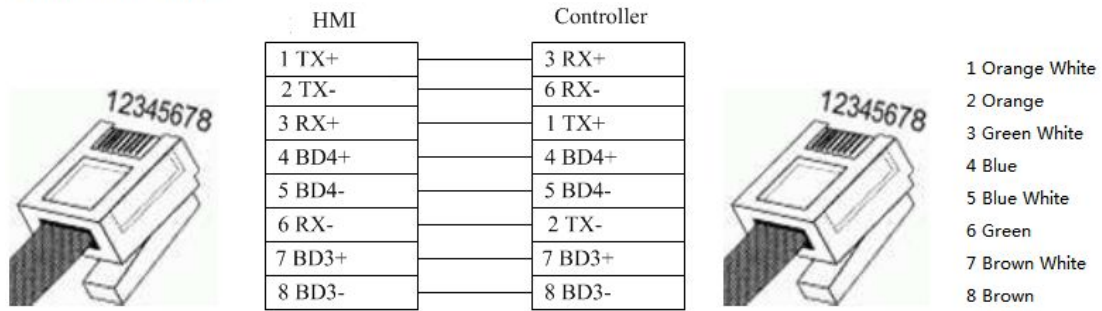 HMI Controller
1 TX+ 3 RX+
2 TX- 6 RX-
3 RX+ 1 TX+
4 BD4+ 4 BD4+
5 BD4- 5 BD4-
6 RX- 2 TX-
7 BD3+ 7 BD3+
8 BD3- 8 BD3-
12345678
12345678
1 Orange White
2 Orange
3 Green White
4 Blue
5 Blue White
6 Green
7 Brown White
8 Brown